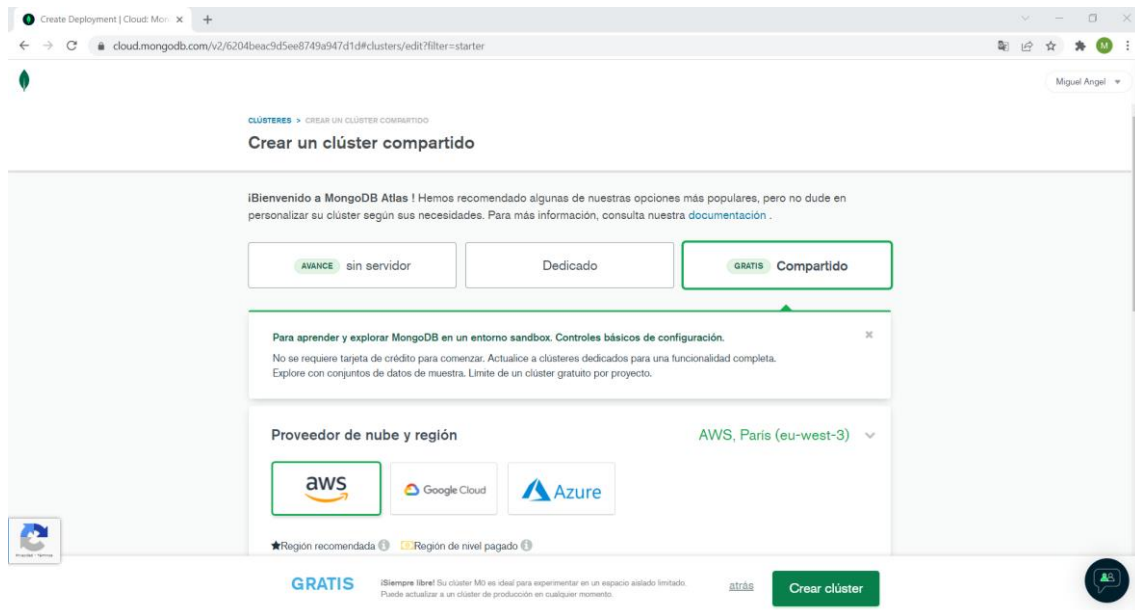 Create Deployment | Cloud: Mon
cloud.mongodb.com/v2/6204beac9d5ee8749a947d1d#clusters/edit?filter=starter
M
Miguel Angel
CLÚSTERES > CREAR UN CLÚSTER COMPARTIDO
Crear un clúster compartido
¡Bienvenido a MongoDB Atlas ! Hemos recomendado algunas de nuestras opciones más populares, pero no dude en
personalizar su clúster según sus necesidades. Para más información, consulta nuestra documentación .
AVANCE sin servidor
Dedicado
GRATIS Compartido
Para aprender y explorar MongoDB en un entorno sandbox. Controles básicos de configuración.
No se requiere tarjeta de crédito para comenzar. Actualice a clústeres dedicados para una funcionalidad completa.
Explore con conjuntos de datos de muestra. Límite de un clúster gratuito por proyecto.
Proveedor de nube y región
AWS, Paris (eu-west-3)
aws
Google Cloud
Azure
Región recomendada
Región de nivel pagado
GRATIS
¡Siempre libre! Su clúster M0 es ideal para experimentar en un espacio aislado limitado.
Puede actualizar a un clúster de producción en cualquier momento.
atrás
Crear clúster